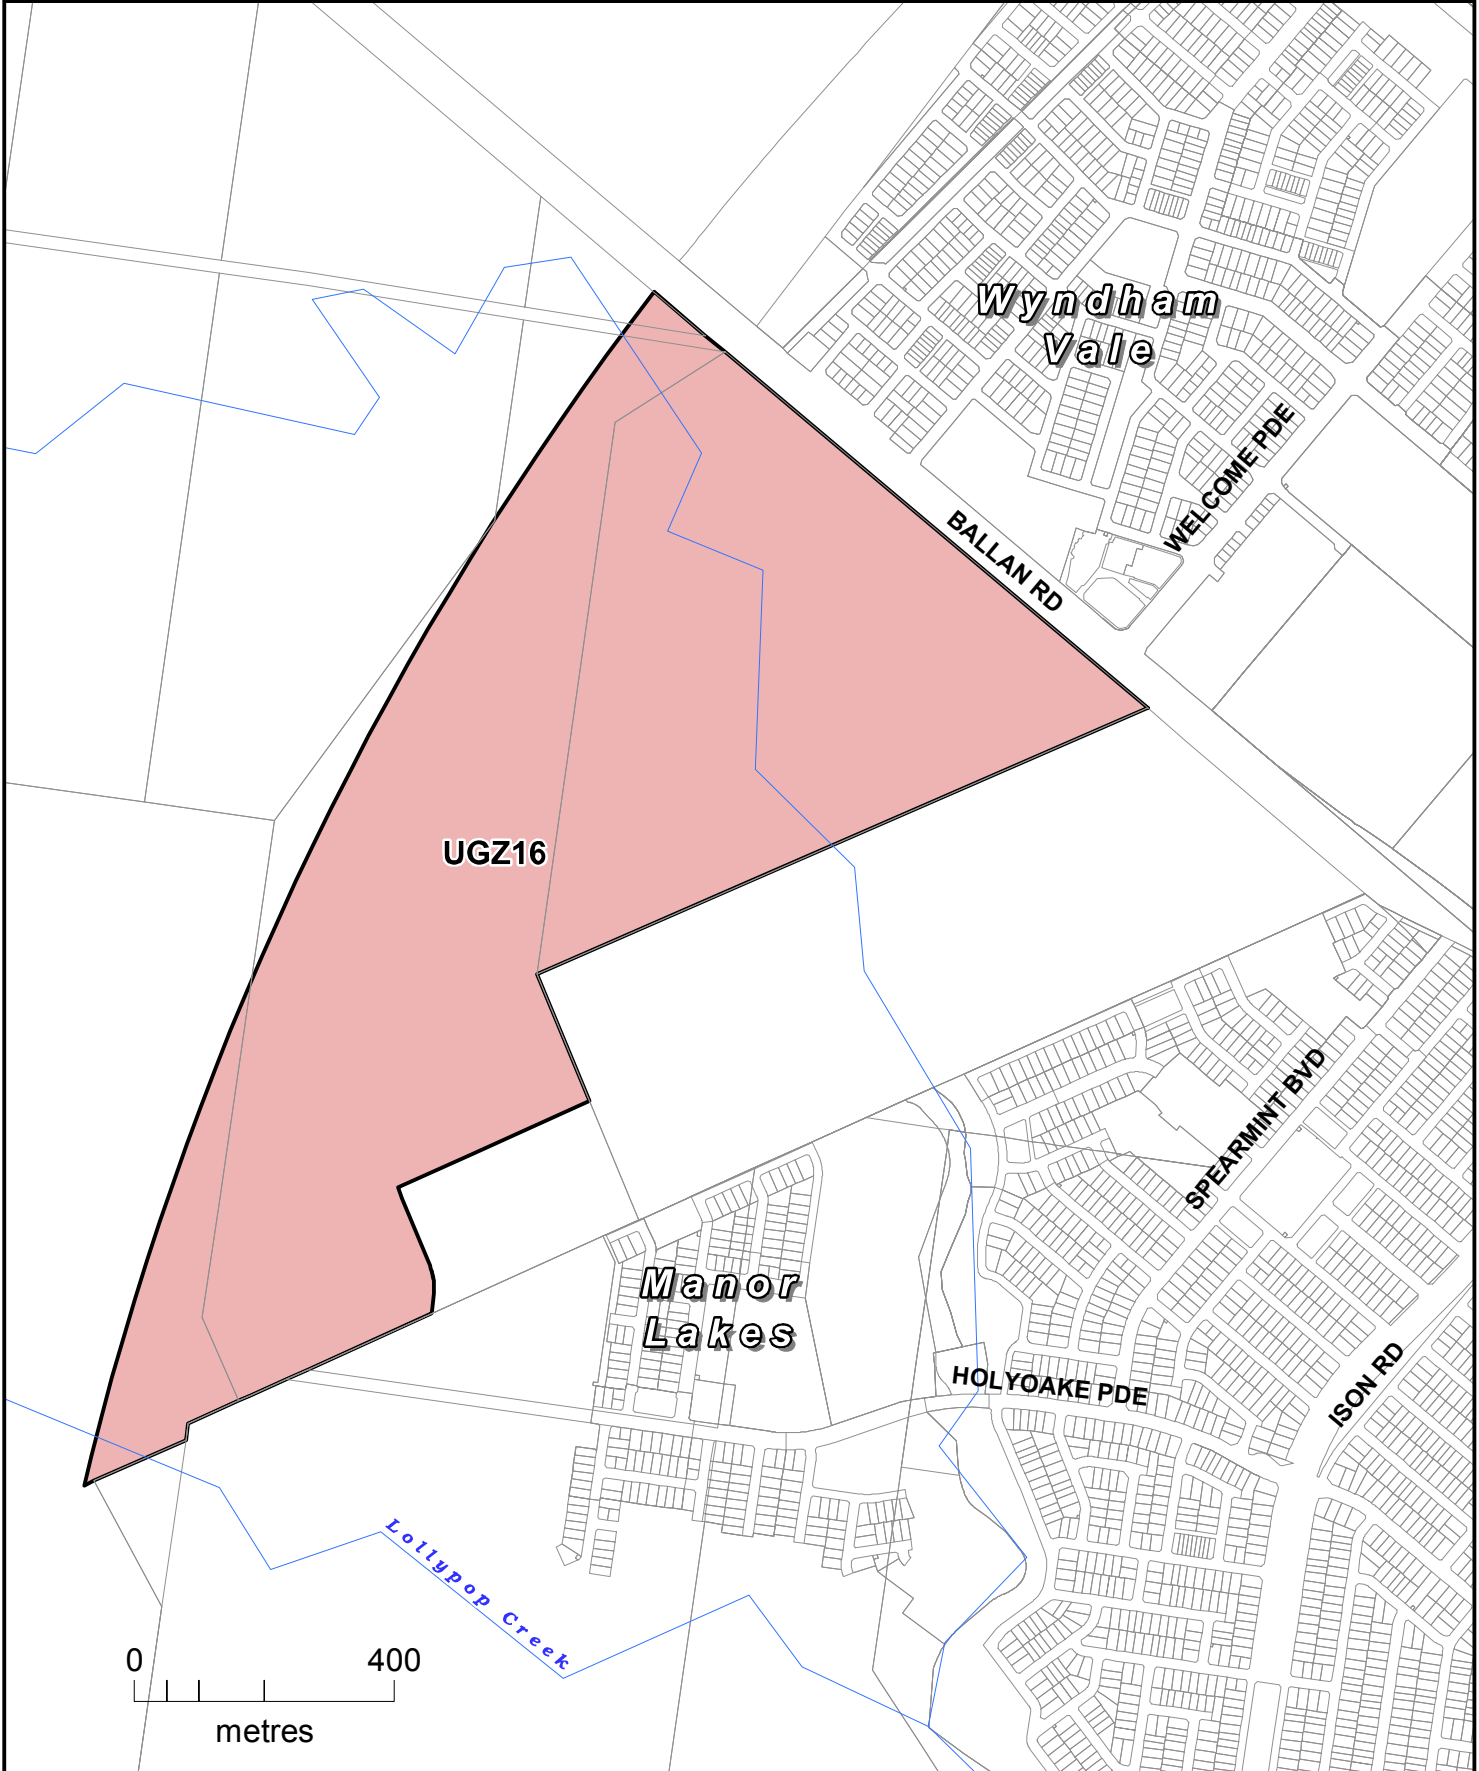 Wyndham
Vale
WELCOME PDE
BALLAN RD
UGZ16
SPEARMINT BVD
Manor
Lakes
HOLYOAKE PDE
ISON RD
Lollypop Creek
0 400
metres